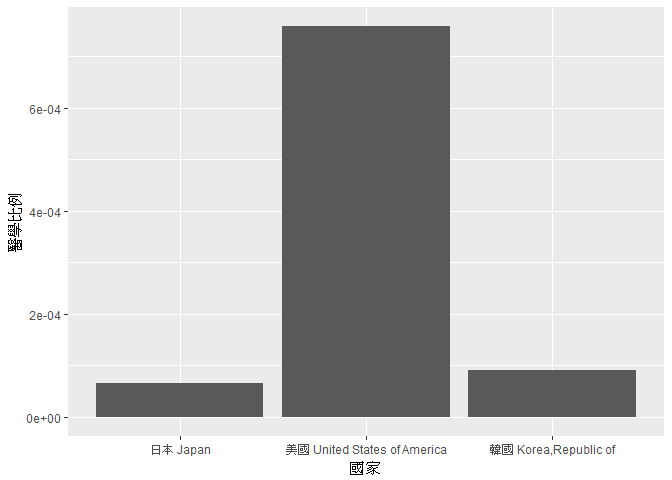 醫學比例
6e-04
4e-04
2e-04
0e+00
日本 Japan
美國 United States of America
韓國 Korea,Republic of
國家